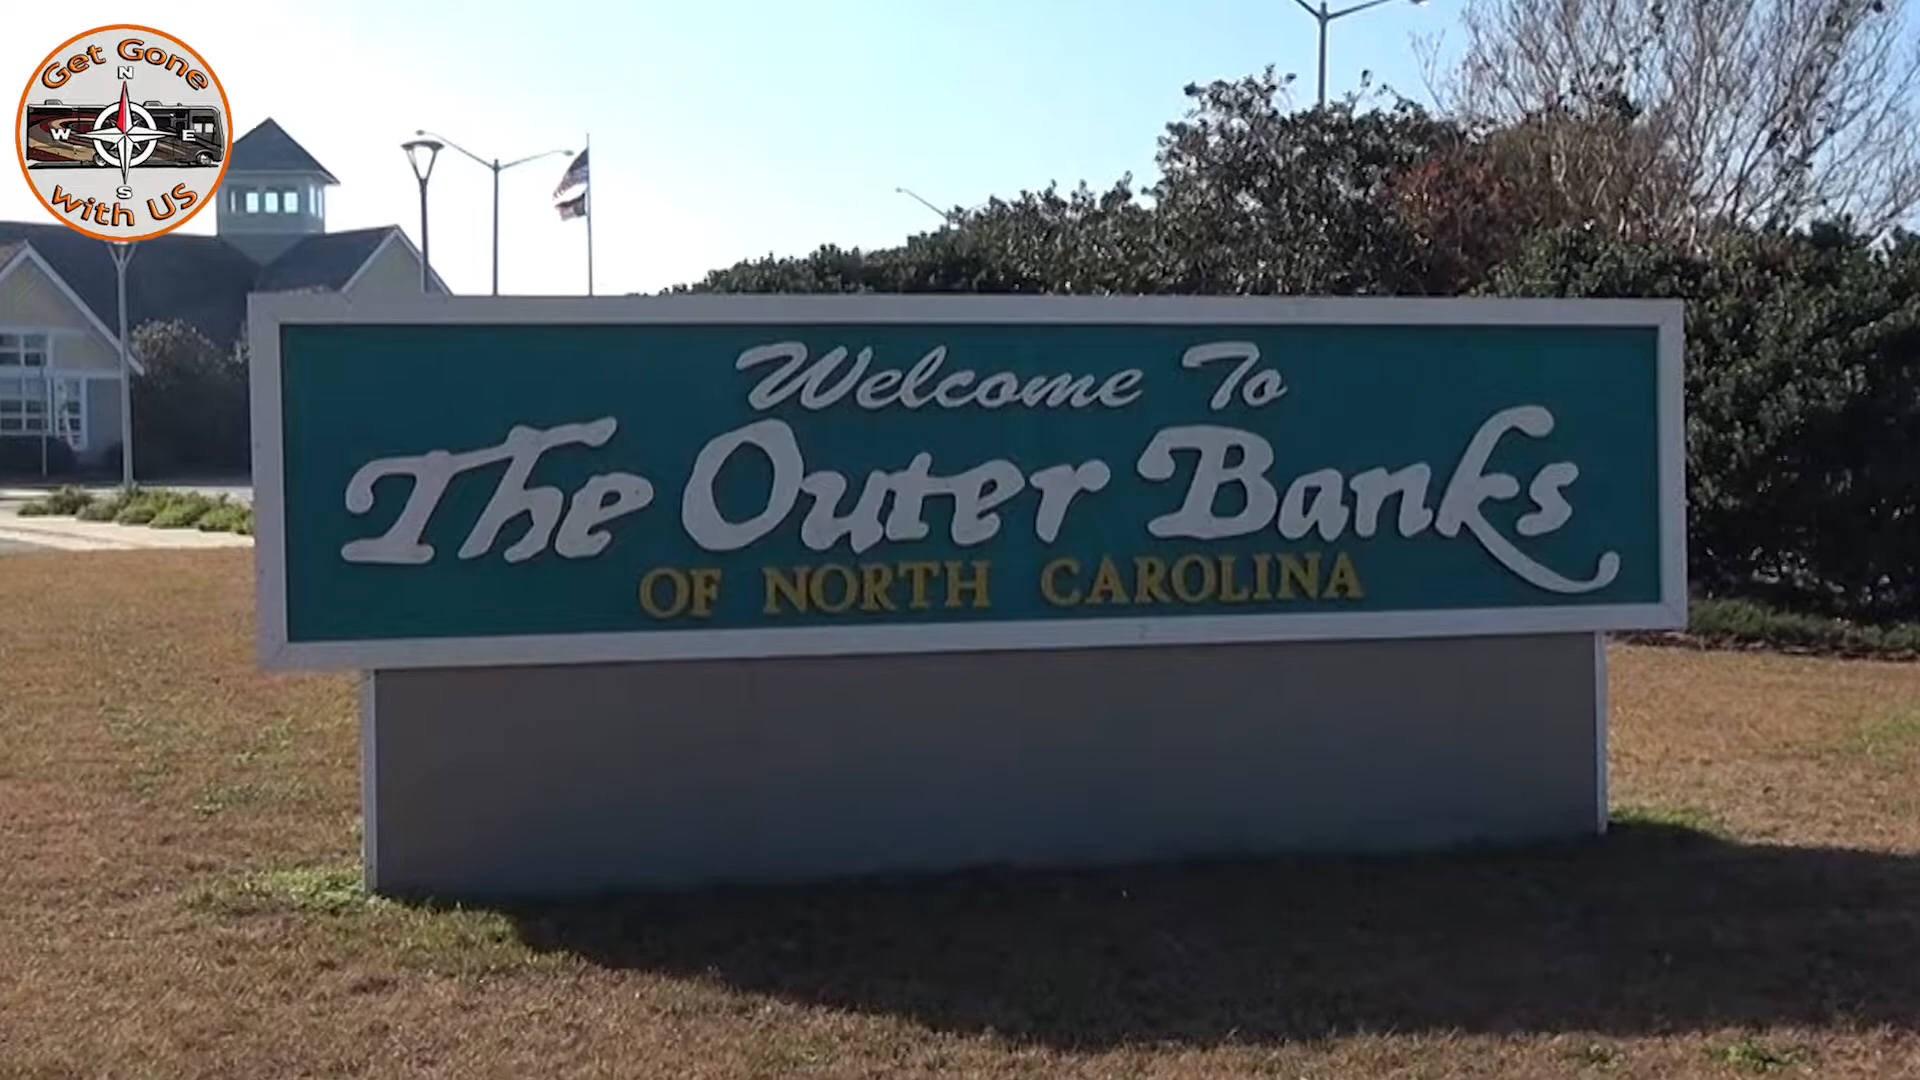 Get Gone
N
W E
S
with US
Welcome To
The Outer Banks
OF NORTH CAROLINA